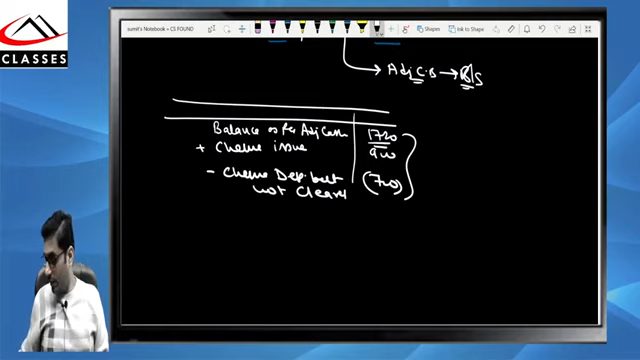 sumit's Notebook » CS FOUND
Shapes
Ink to Shape
CLASSES
Adj C.B → B/S
Balance as per Adj Cash 1720
+ Cheque issue 900
- Cheque Dep. but (700)
not Cleared